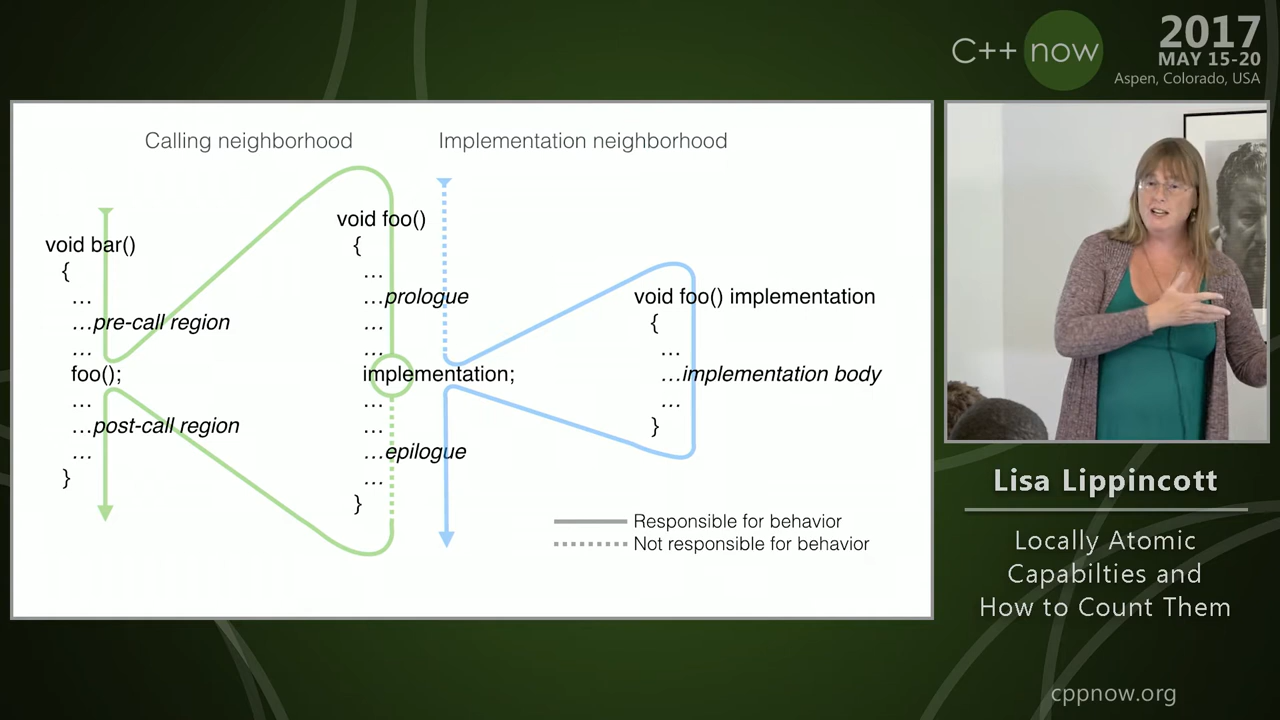 C++ now
2017
MAY 15-20
Aspen, Colorado, USA
Calling neighborhood
Implementation neighborhood
void bar()
{
…
…pre-call region
…
foo();
…
…post-call region
…
}
void foo()
{
…
…prologue
…
…
implementation;
…
…
…epilogue
…
}
void foo() implementation
{
…
…implementation body
…
}
Responsible for behavior
Not responsible for behavior
Lisa Lippincott
Locally Atomic
Capabilties and
How to Count Them
cppnow.org